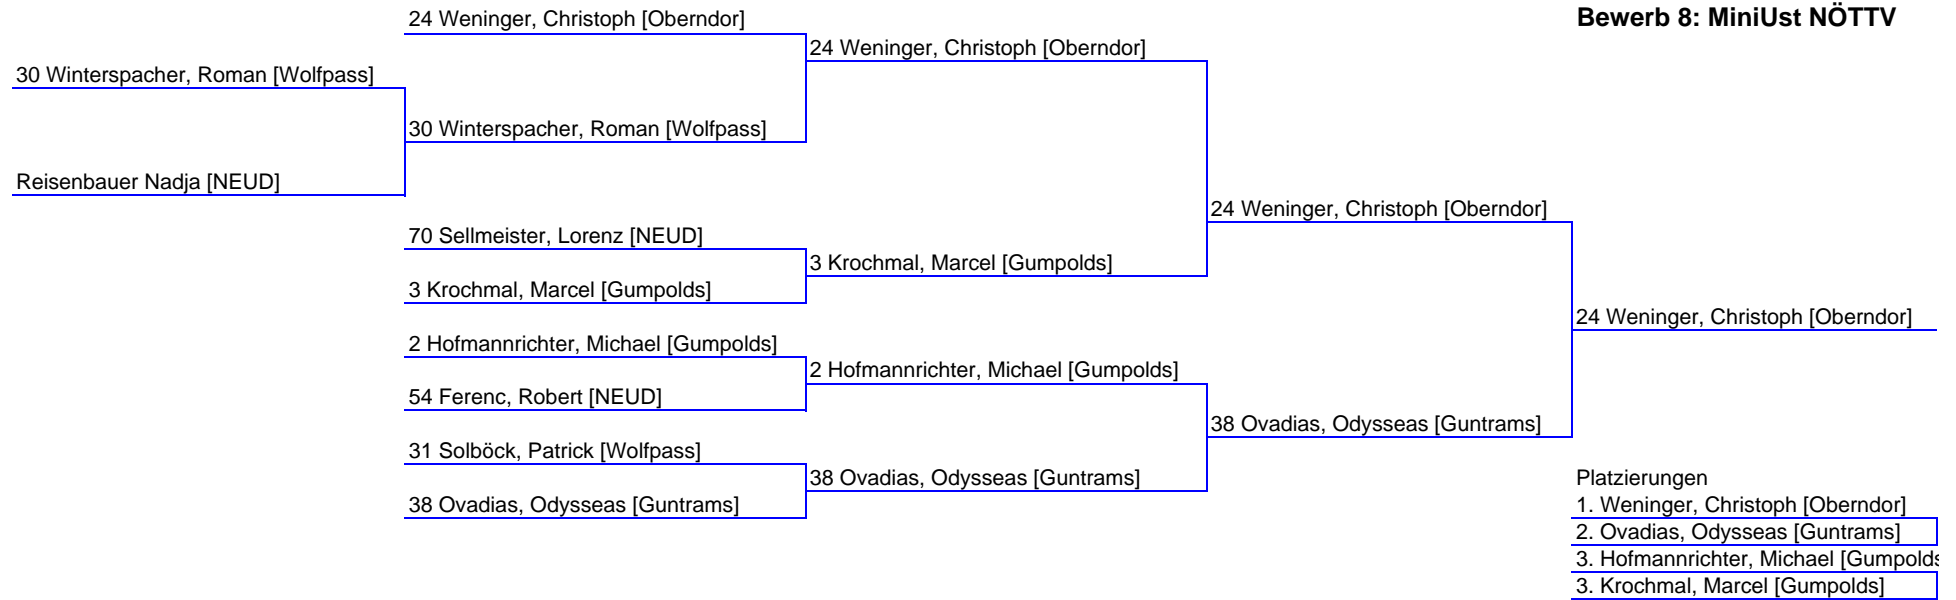 24 Weninger, Christoph [Oberndor]
Bewerb 8: MiniUst NÖTTV
24 Weninger, Christoph [Oberndor]
30 Winterspacher, Roman [Wolfpass]
30 Winterspacher, Roman [Wolfpass]
Reisenbauer Nadja [NEUD]
24 Weninger, Christoph [Oberndor]
70 Sellmeister, Lorenz [NEUD]
3 Krochmal, Marcel [Gumpolds]
3 Krochmal, Marcel [Gumpolds]
24 Weninger, Christoph [Oberndor]
2 Hofmannrichter, Michael [Gumpolds]
2 Hofmannrichter, Michael [Gumpolds]
54 Ferenc, Robert [NEUD]
38 Ovadias, Odysseas [Guntrams]
31 Solböck, Patrick [Wolfpass]
38 Ovadias, Odysseas [Guntrams]
38 Ovadias, Odysseas [Guntrams]
Platzierungen
1. Weninger, Christoph [Oberndor]
2. Ovadias, Odysseas [Guntrams]
3. Hofmannrichter, Michael [Gumpolds
3. Krochmal, Marcel [Gumpolds]